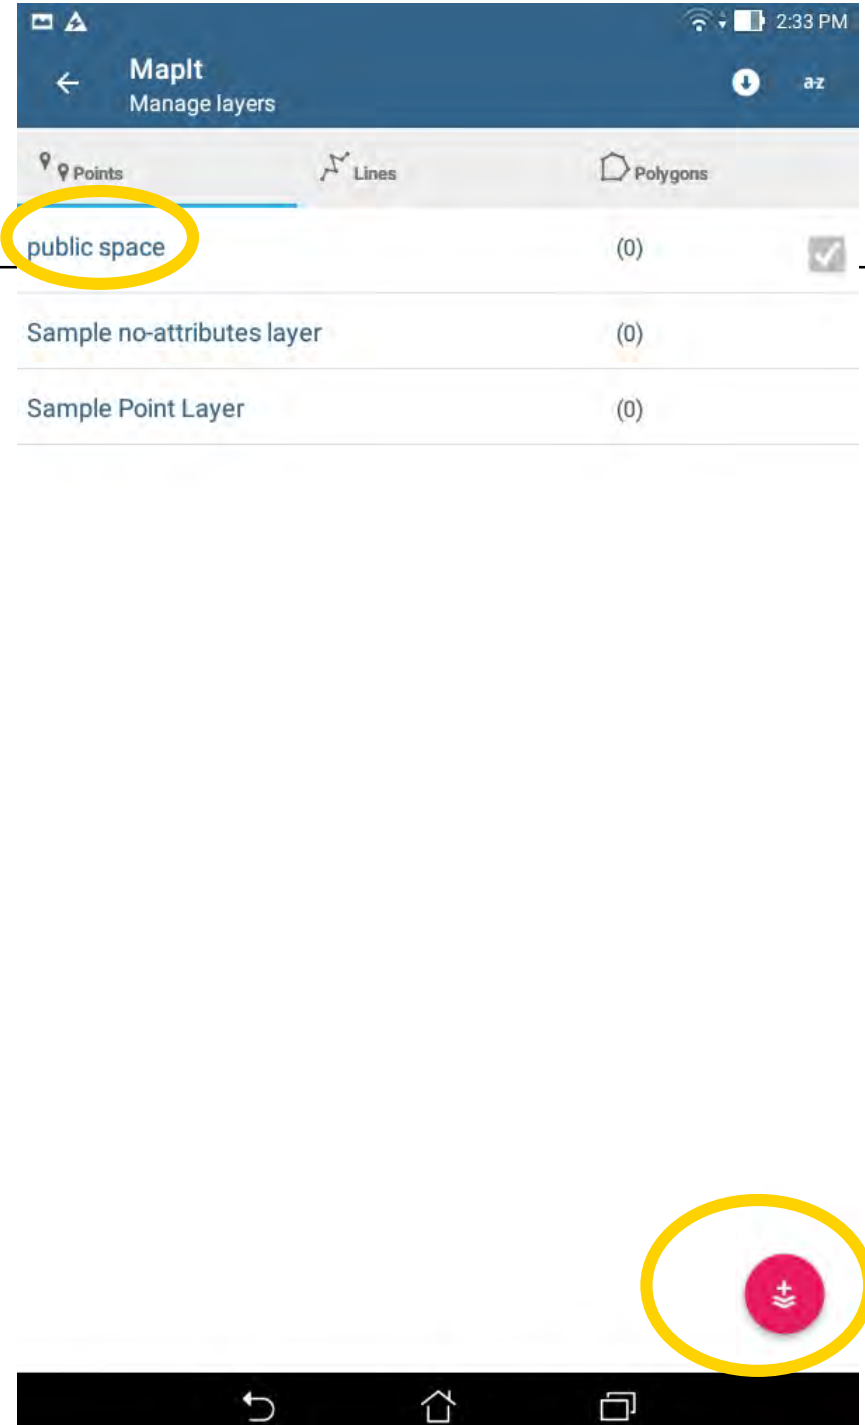 2:33 PM
MapIt
Manage layers
a-z
Points
Lines
Polygons
public space (0)
Sample no-attributes layer (0)
Sample Point Layer (0)